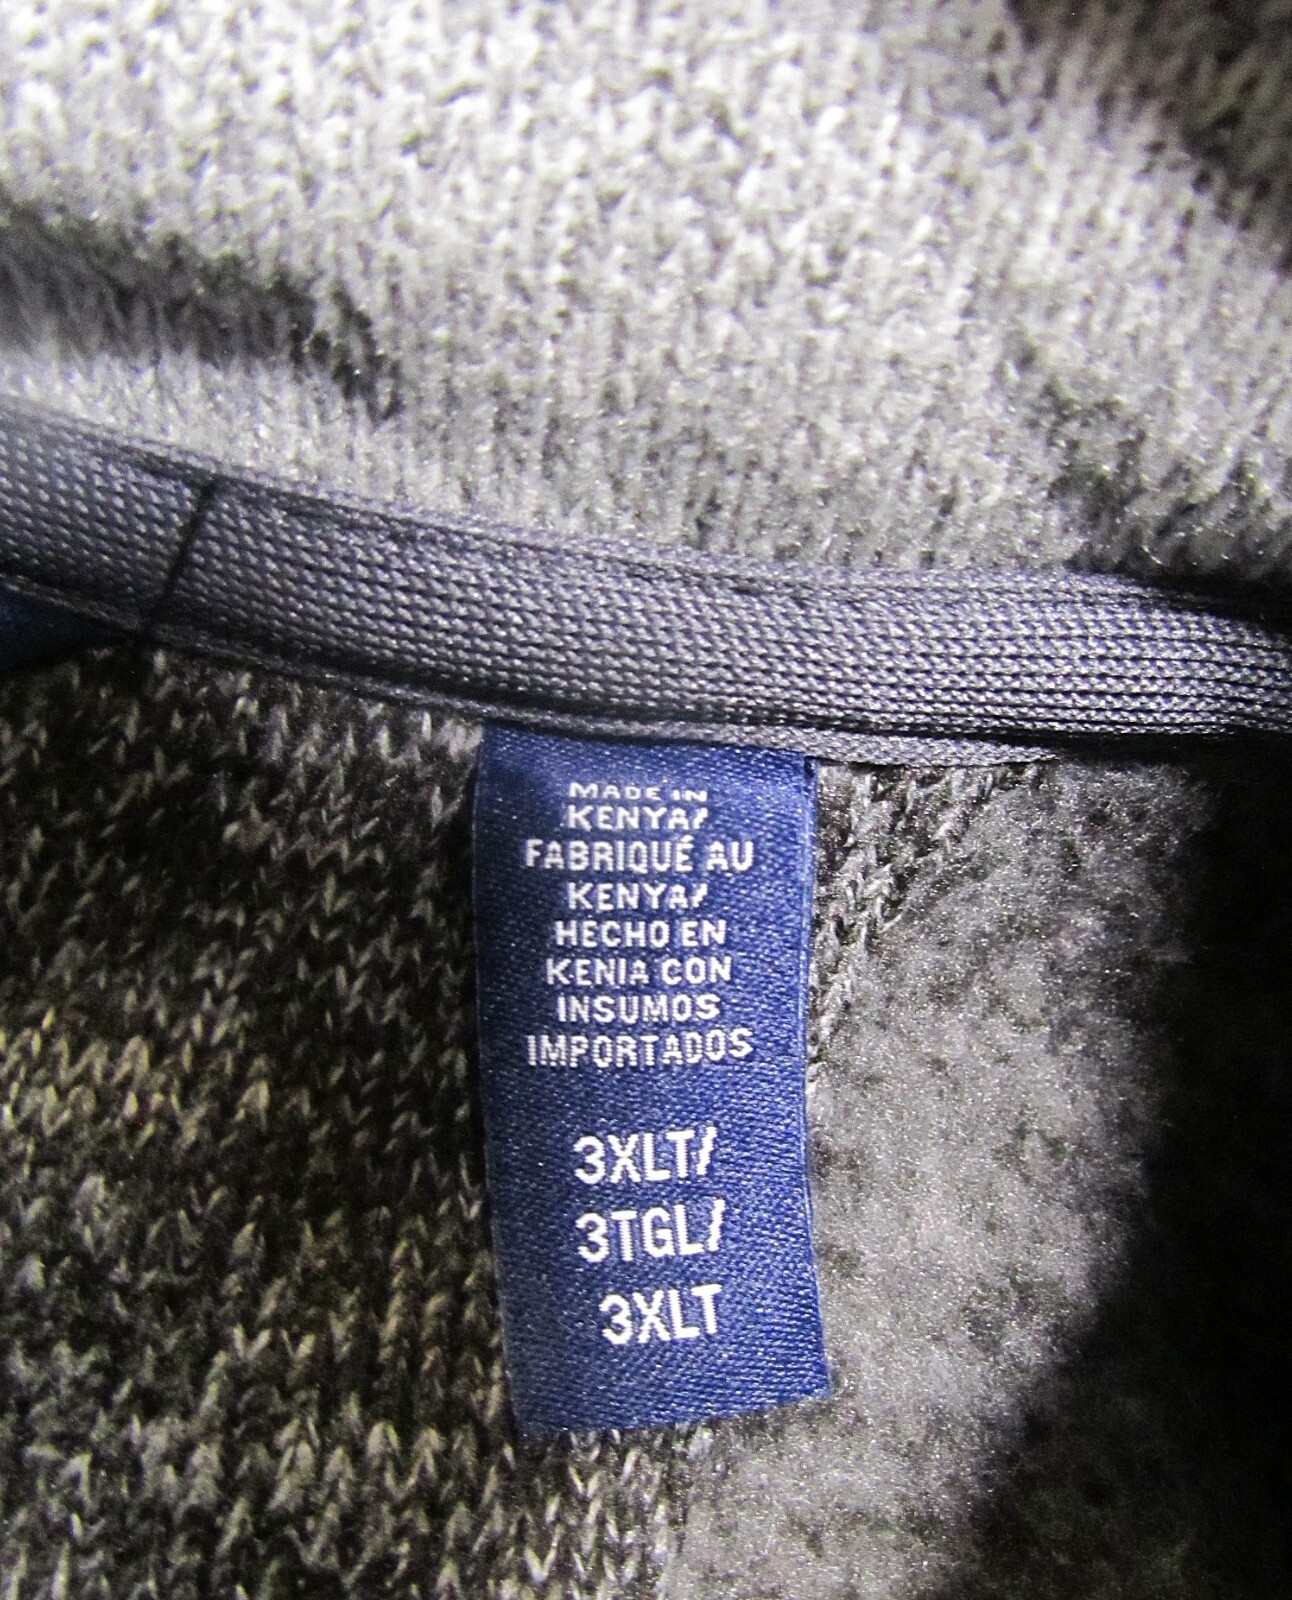 MADE IN
KENYA/
FABRIQUÉ AU
KENYA/
HECHO EN
KENIA CON
INSUMOS
IMPORTADOS
3XLT/
3TGL/
3XLT